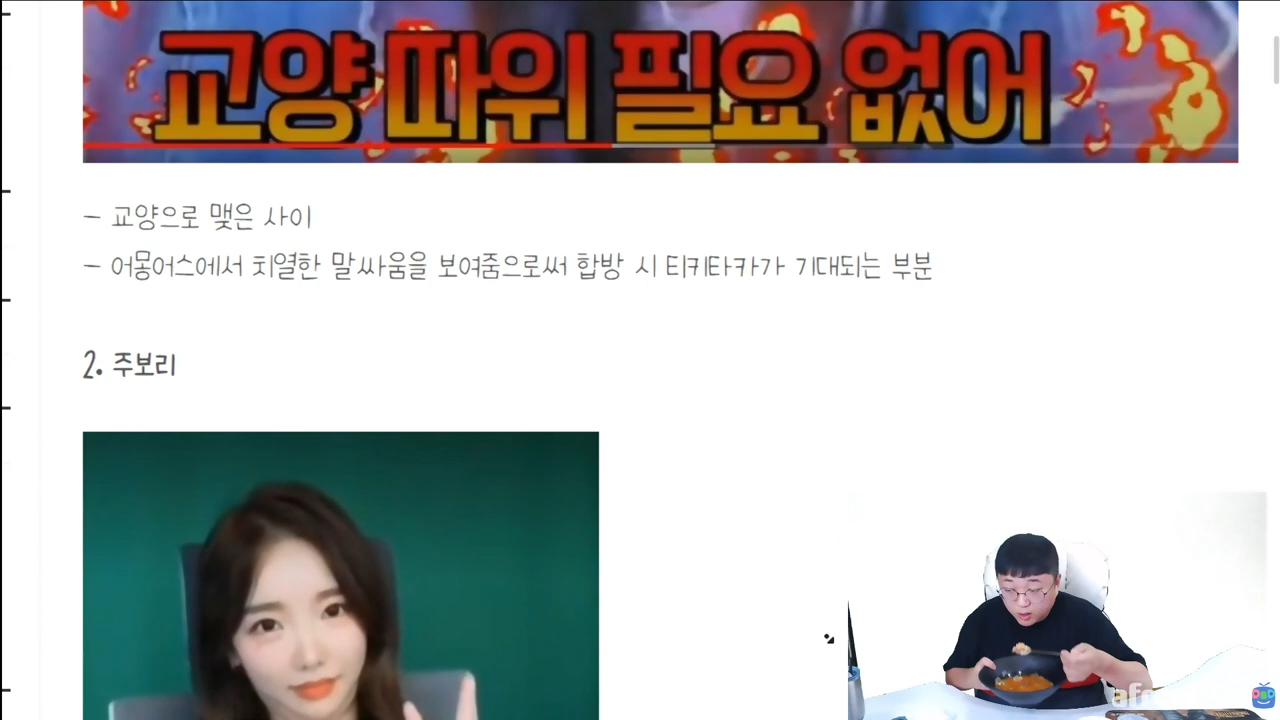 교양 따위 필요 없어
- 교양으로 맺은 사이
- 어몽어스에서 치열한 말싸움을 보여줌으로써 합방 시 티키타카가 기대되는 부분
2. 주보리